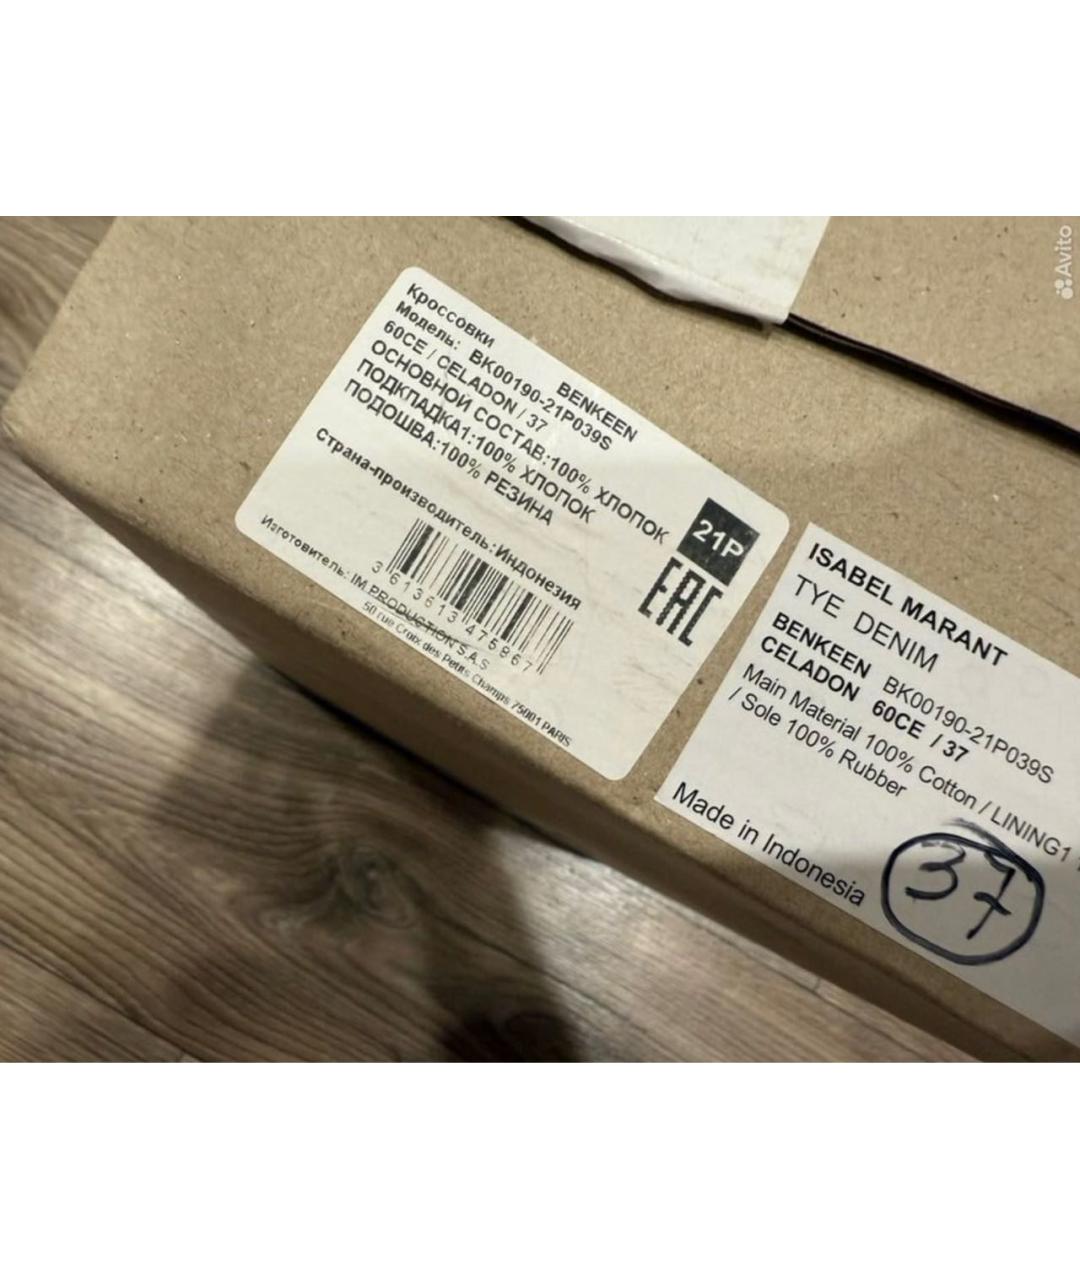 Кроссовки
Модель: BENKEEN
BK00190-21P039S
60CE / CELADON / 37
ОСНОВНОЙ СОСТАВ:100% ХЛОПОК
ПОДКЛАДКА1:100% ХЛОПОК
ПОДОШВА:100% РЕЗИНА
Страна-производитель: Индонезия
3 613613 475867
Изготовитель: IM PRODUCTION S.A.S
50 rue Croix des Petits Champs 75001 PARIS
21P
EAC
ISABEL MARANT
TYE DENIM
BENKEEN BK00190-21P039S
CELADON 60CE / 37
Main Material 100% Cotton / LINING1
/ Sole 100% Rubber
Made in Indonesia
37
Avito